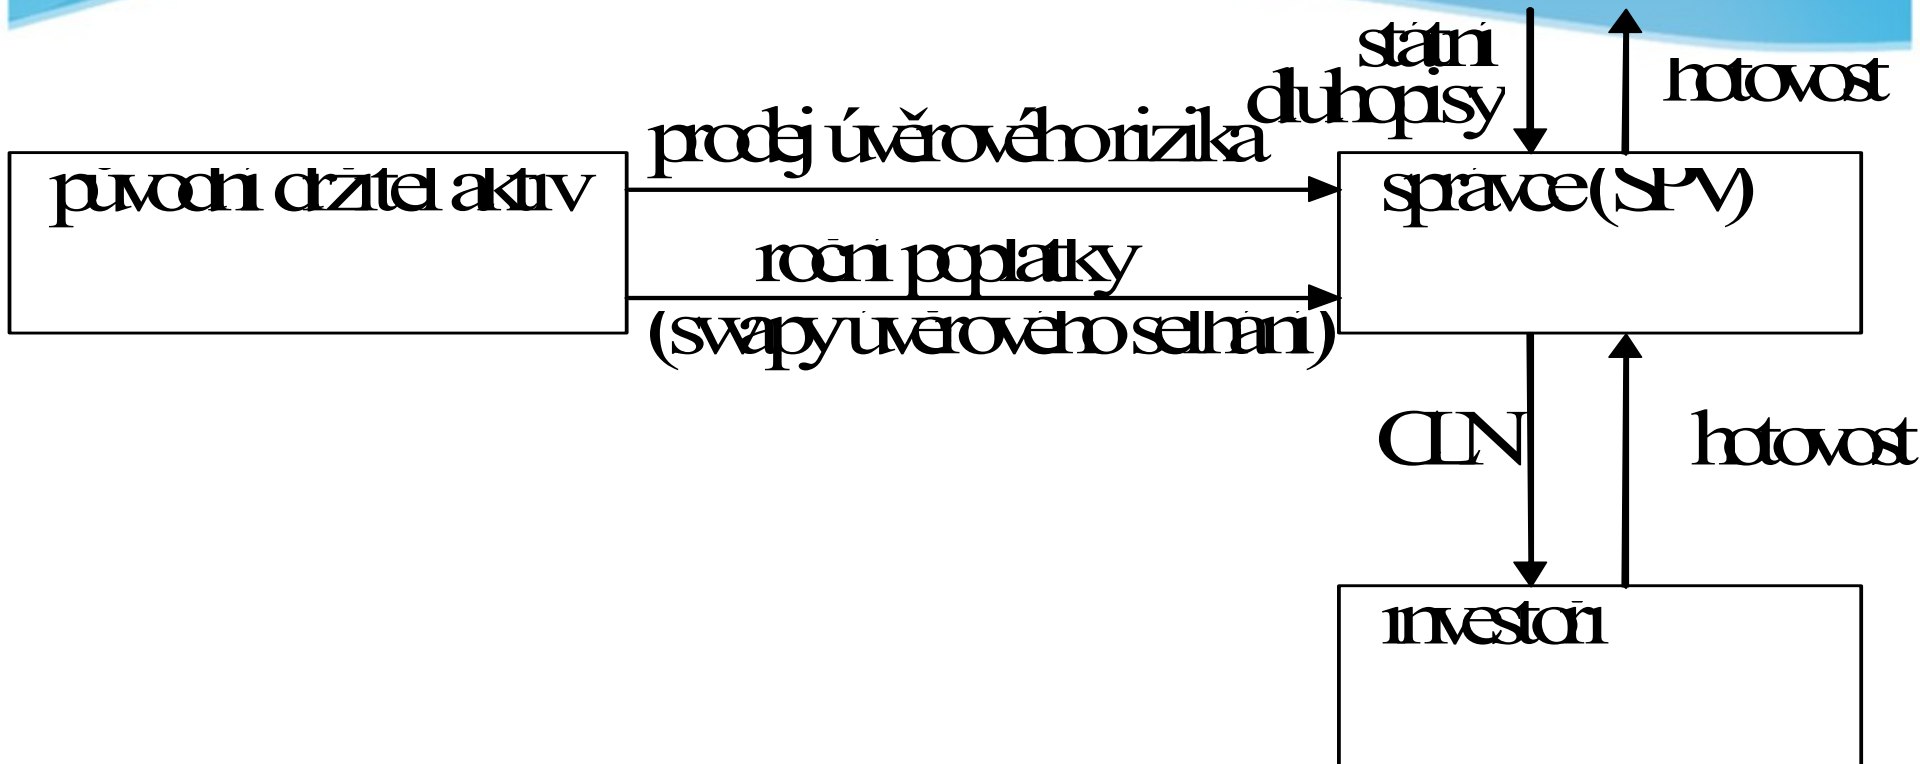 státní
dluhopisy
hotovost
prodej úvěrového rizika
původní držitel aktiv
správce (SPV)
roční poplatky
(swapy úvěrového selhání)
CLN
hotovost
investoři